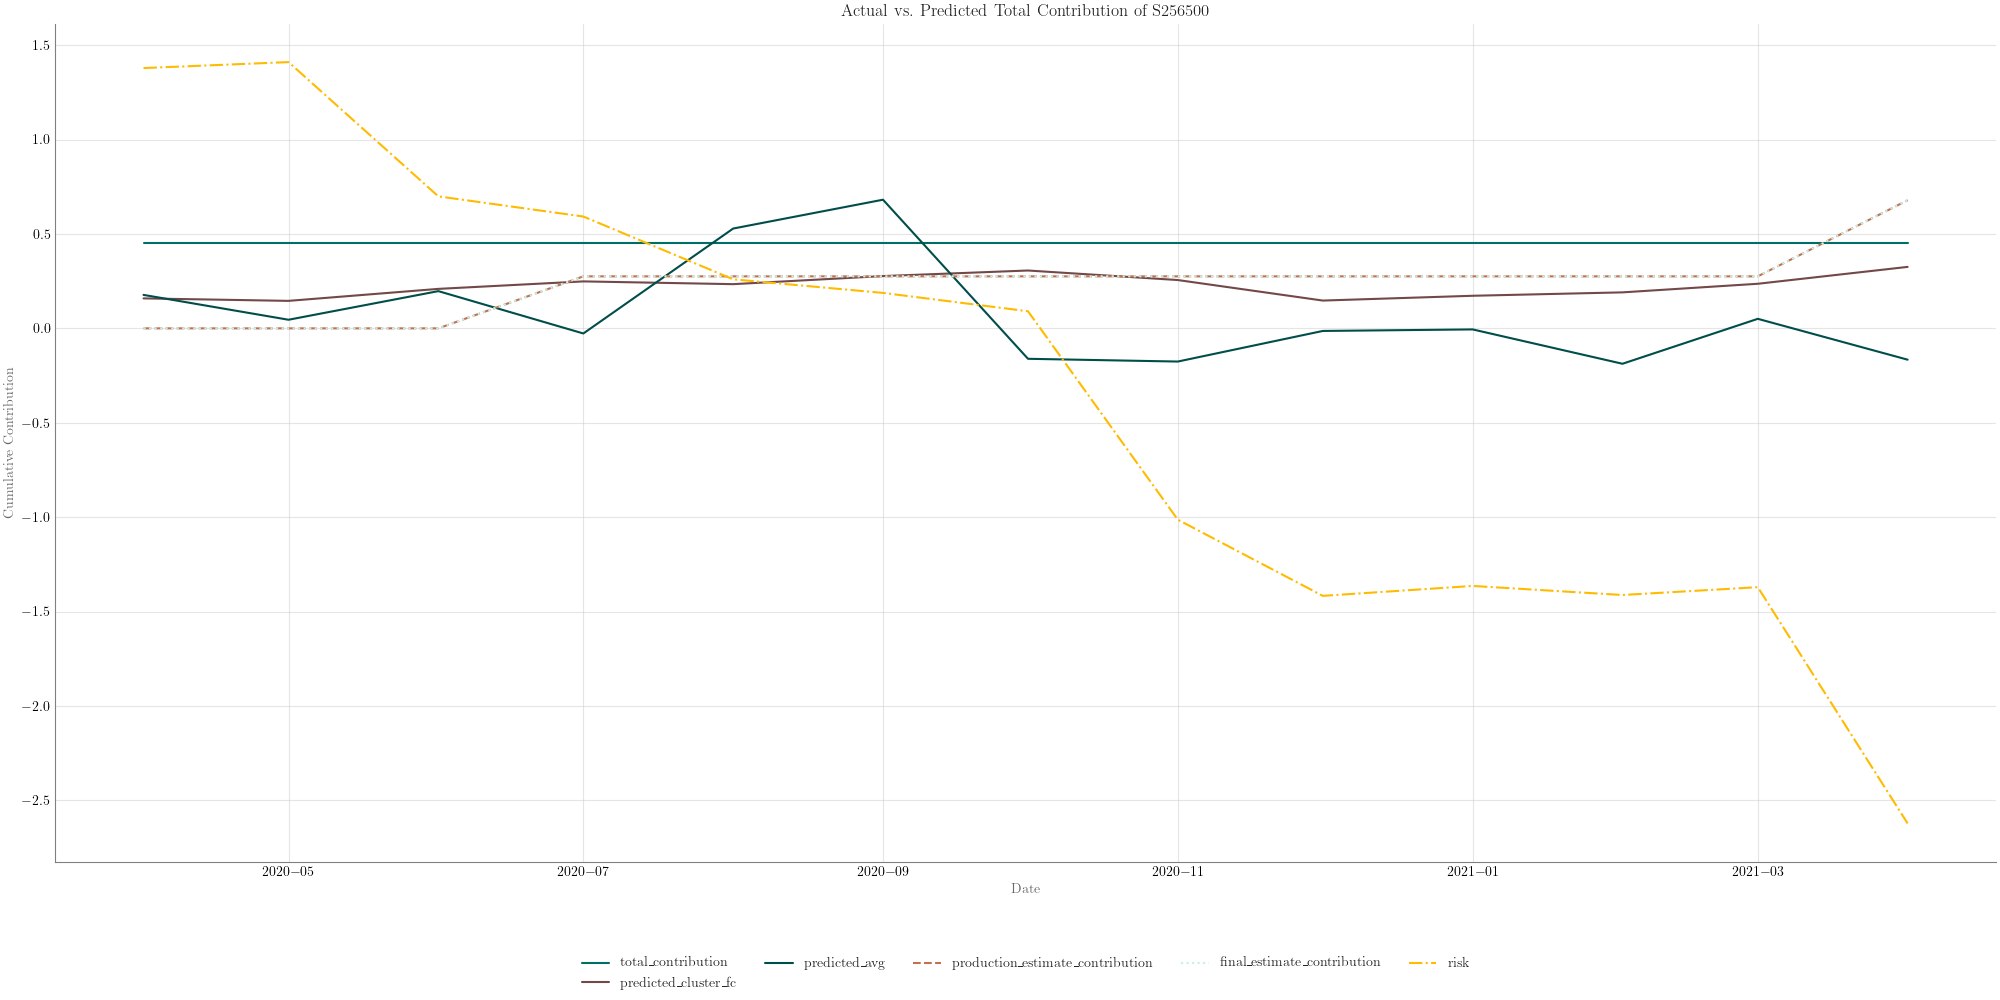 Actual vs. Predicted Total Contribution of S256500
1.5
1.0
0.5
0.0
−0.5
−1.0
−1.5
−2.0
−2.5
Cumulative Contribution
2020−05 2020−07 2020−09 2020−11 2021−01 2021−03
Date
total_contribution predicted_avg production_estimate_contribution final_estimate_contribution risk
predicted_cluster_fc